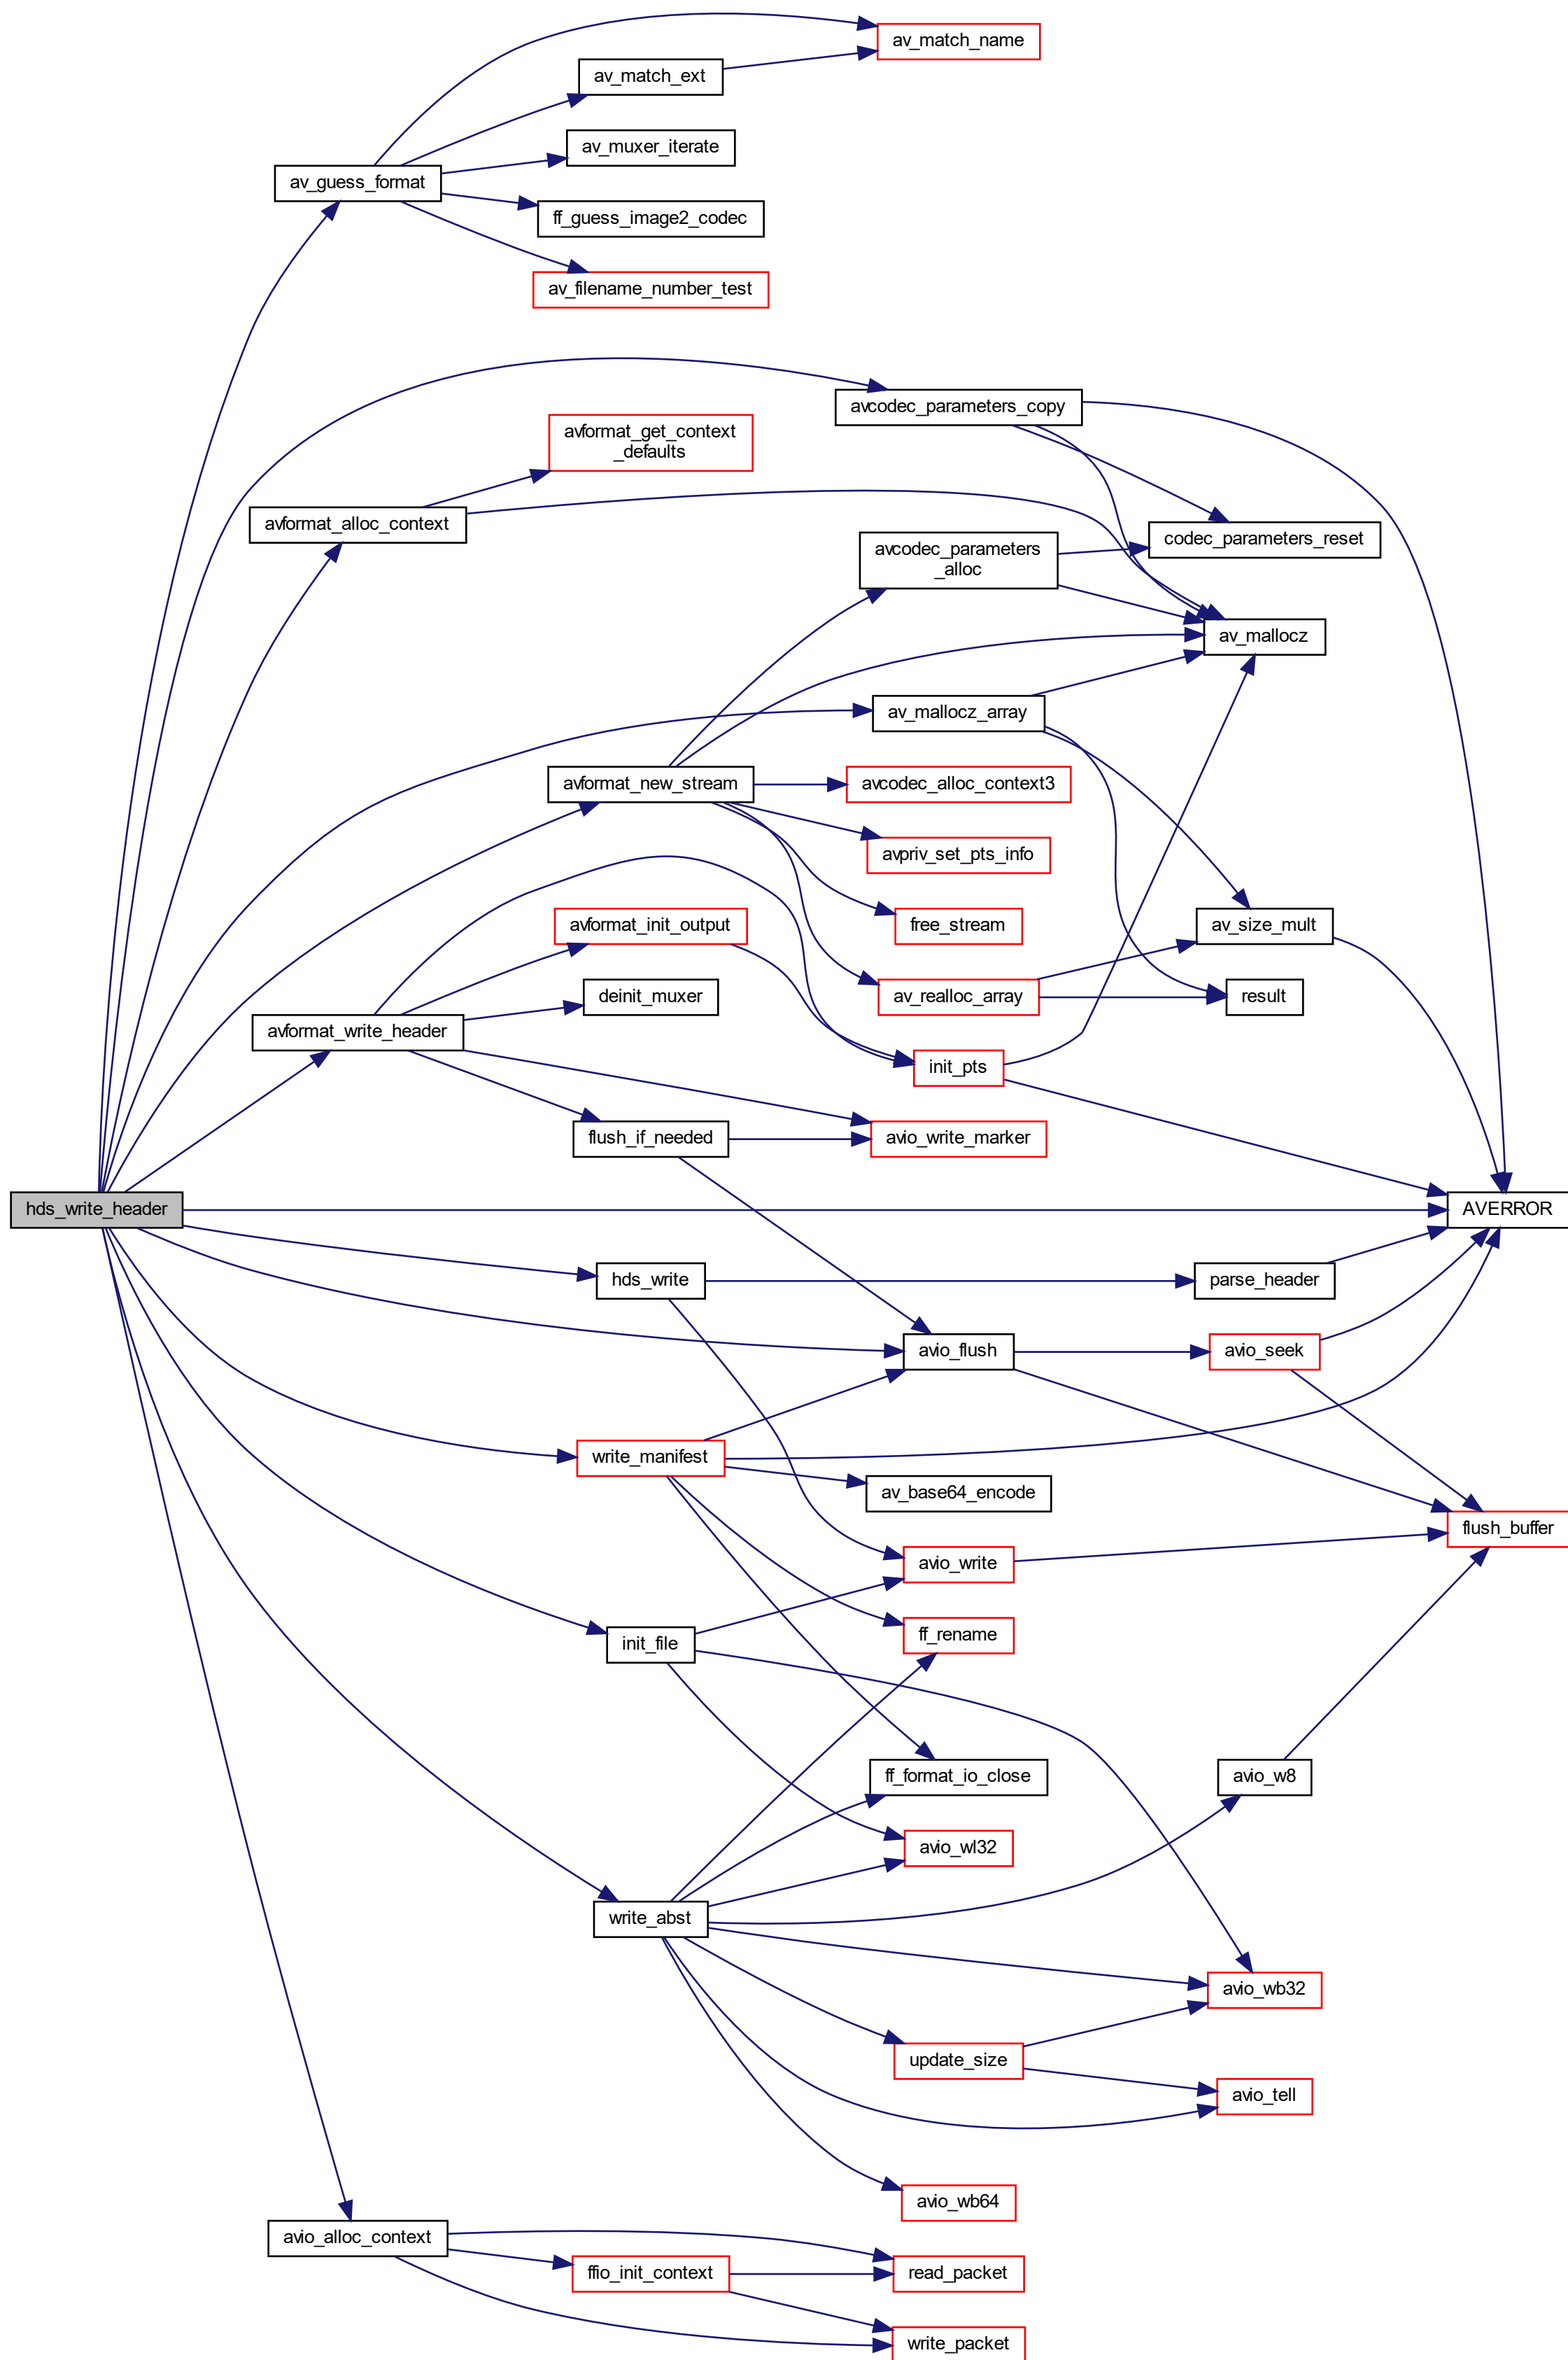 av_match_name
av_match_ext
av_muxer_iterate
av_guess_format
ff_guess_image2_codec
av_filename_number_test
avcodec_parameters_copy
avformat_get_context
_defaults
avformat_alloc_context
codec_parameters_reset
avcodec_parameters
_alloc
av_mallocz
av_mallocz_array
avformat_new_stream
avcodec_alloc_context3
avpriv_set_pts_info
avformat_init_output
free_stream
av_size_mult
deinit_muxer
av_realloc_array
result
avformat_write_header
init_pts
flush_if_needed
avio_write_marker
hds_write_header
AVERROR
hds_write
parse_header
avio_flush
avio_seek
write_manifest
av_base64_encode
flush_buffer
avio_write
init_file
ff_rename
ff_format_io_close
avio_w8
avio_wl32
write_abst
avio_wb32
update_size
avio_tell
avio_wb64
avio_alloc_context
ffio_init_context
read_packet
write_packet